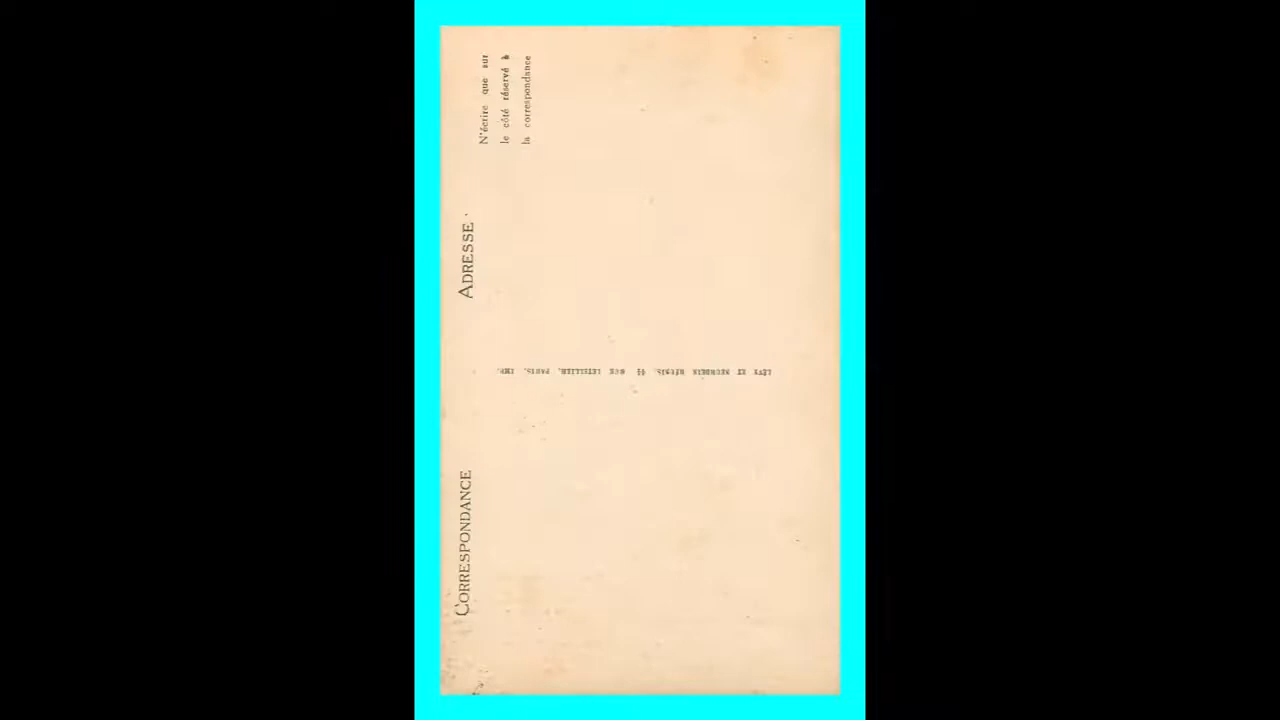 CORRESPONDANCE
ADRESSE
N'écrire que sur
le côté réservé à
la correspondance
LÉVY ET NEURDEIN RÉUNIS, 44 RUE LETELLIER, PARIS, IMP.